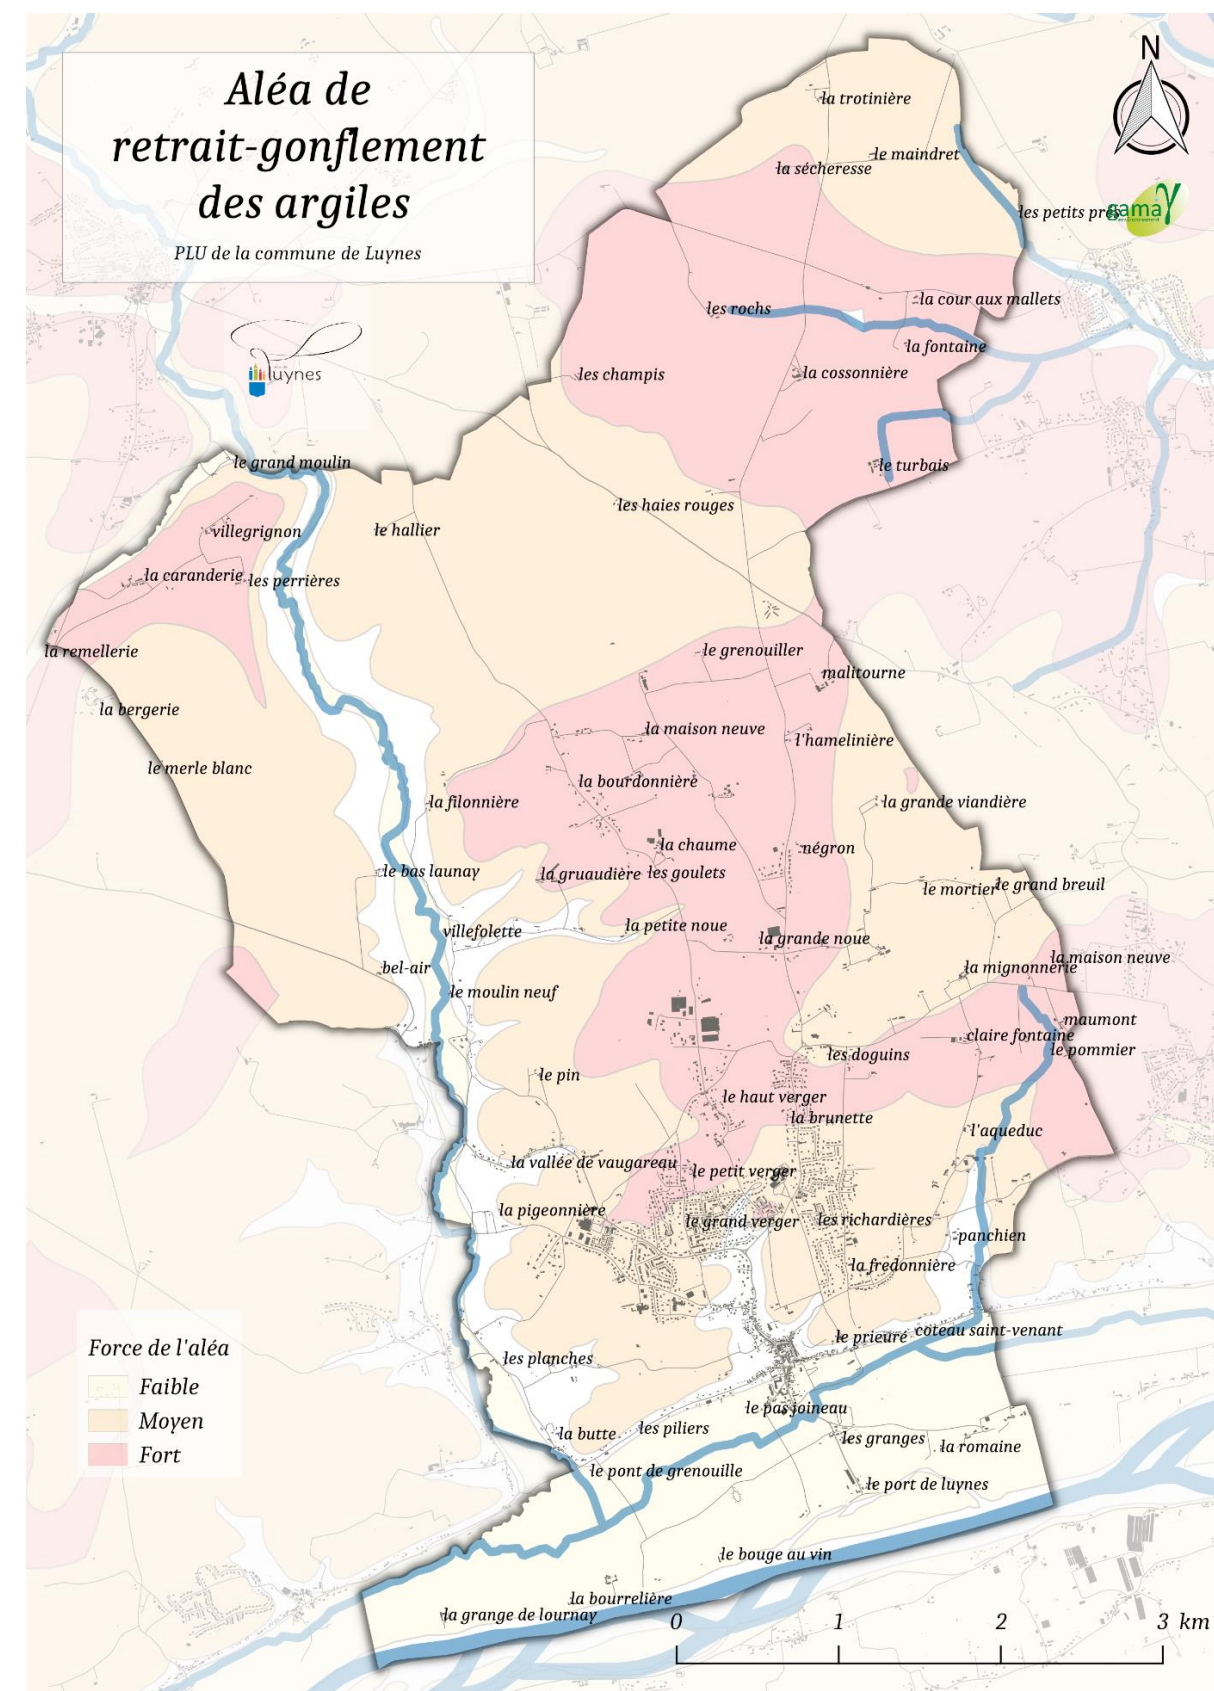 Aléa de
retrait-gonflement
des argiles
PLU de la commune de Luynes
N
gama
luynes
la trotinière
le maindret
la sécheresse
les petits prés
la cour aux mallets
les rochs
la fontaine
les champis
la cossonnière
le grand moulin
le turbais
les haies rouges
villegrignon
le hallier
la caranderie
les perrières
la remellerie
le grenouiller
malitourne
la bergerie
la maison neuve
l'hamelinière
le merle blanc
la bourdonnière
la filonnière
la grande viandière
la chaume
négron
le bas launay
la gruaudière
les goulets
le mortier
le grand breuil
la petite noue
villefolette
la grande noue
la maison neuve
bel-air
la mignonnerie
le moulin neuf
maumont
claire fontaine
le pommier
les doguins
le pin
le haut verger
la brunette
l'aqueduc
la vallée de vaugareau
le petit verger
la pigeonnière
le grand verger
les richardières
panchien
la fredonnière
le prieuré
coteau saint-venant
les planches
le pas joineau
la butte
les piliers
les granges
la romaine
le pont de grenouille
le port de luynes
le bouge au vin
la bourrelière
la grange de lournay
Force de l'aléa
Faible
Moyen
Fort
0 1 2 3 km